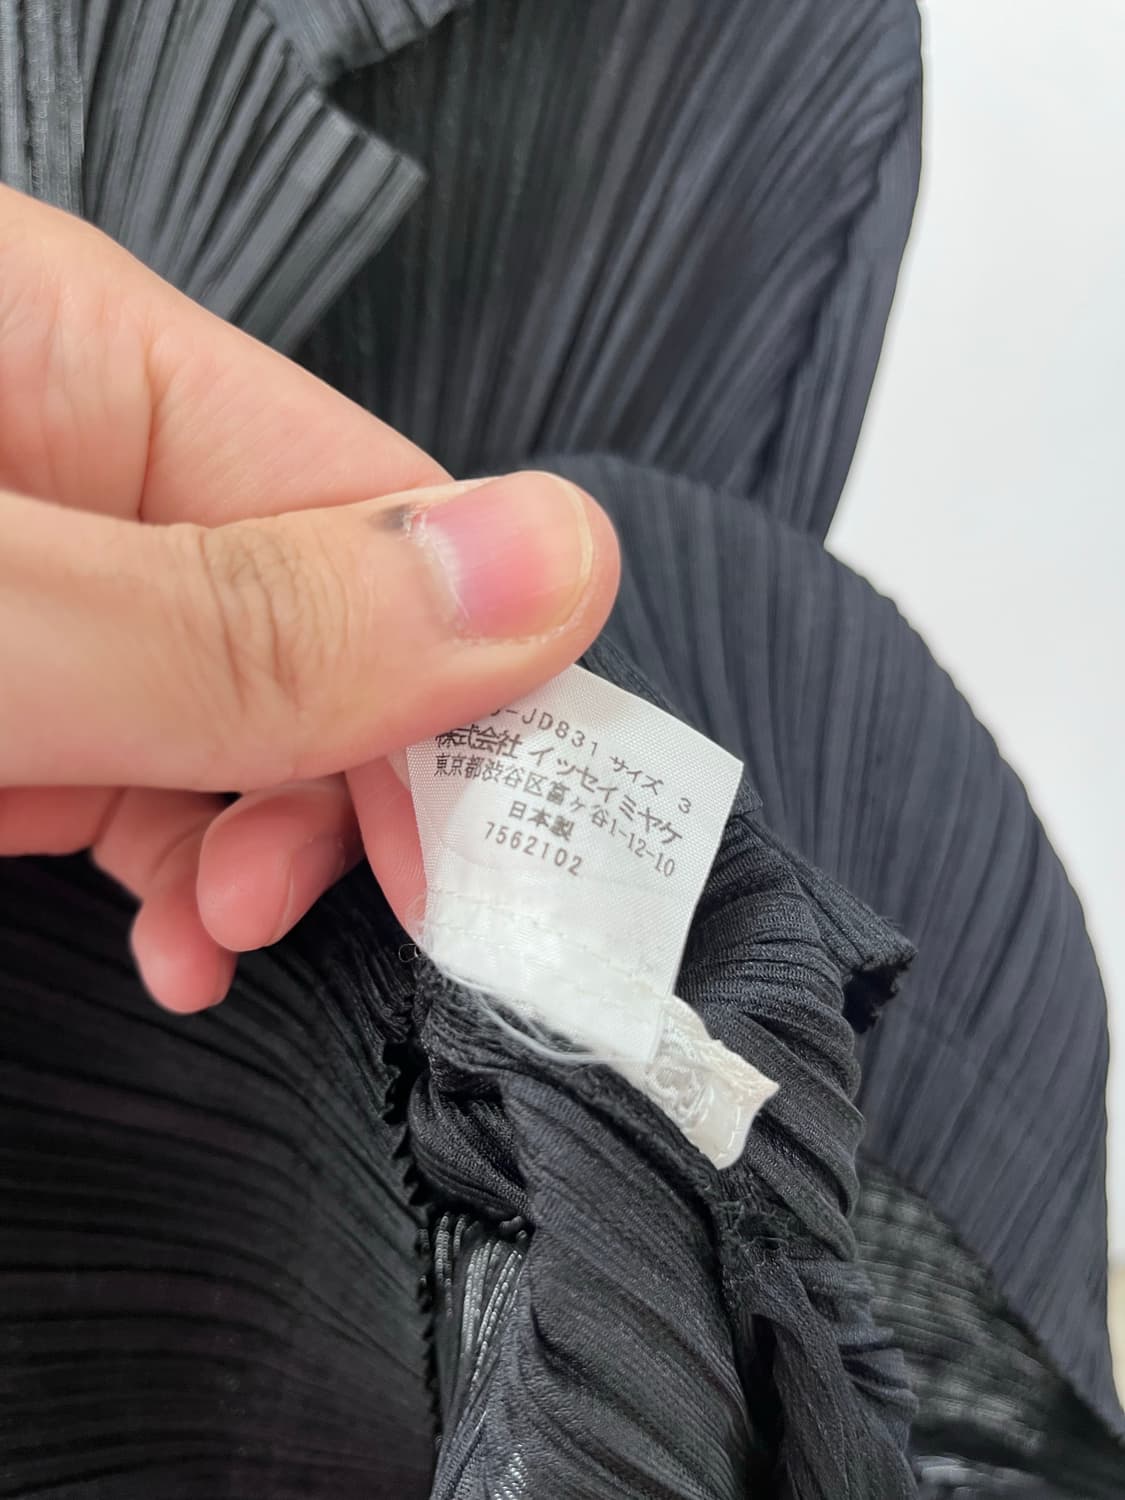 -JD831 サイズ 3
株式会社 イッセイミヤケ
東京都渋谷区富ヶ谷1-12-10
日本製
7562102